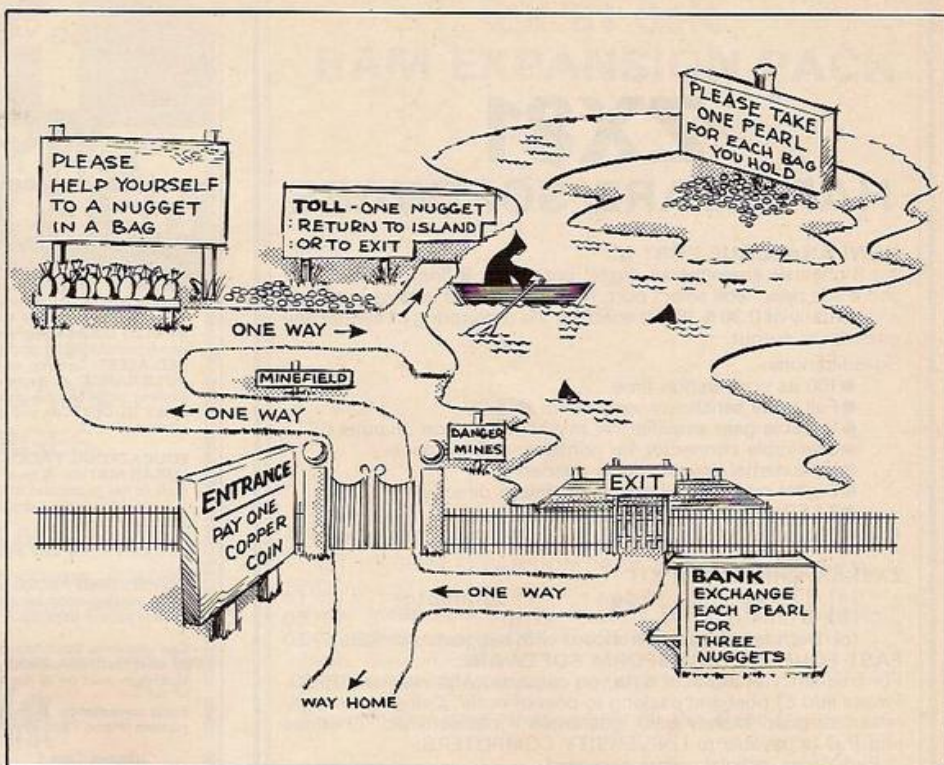 PLEASE
HELP YOURSELF
TO A NUGGET
IN A BAG
TOLL - ONE NUGGET
: RETURN TO ISLAND
: OR TO EXIT
PLEASE TAKE
ONE PEARL
FOR EACH BAG
YOU HOLD
ONE WAY
MINEFIELD
ONE WAY
DANGER
MINES
ENTRANCE
PAY ONE
COPPER
COIN
EXIT
ONE WAY
BANK
EXCHANGE
EACH PEARL
FOR
THREE
NUGGETS
WAY HOME